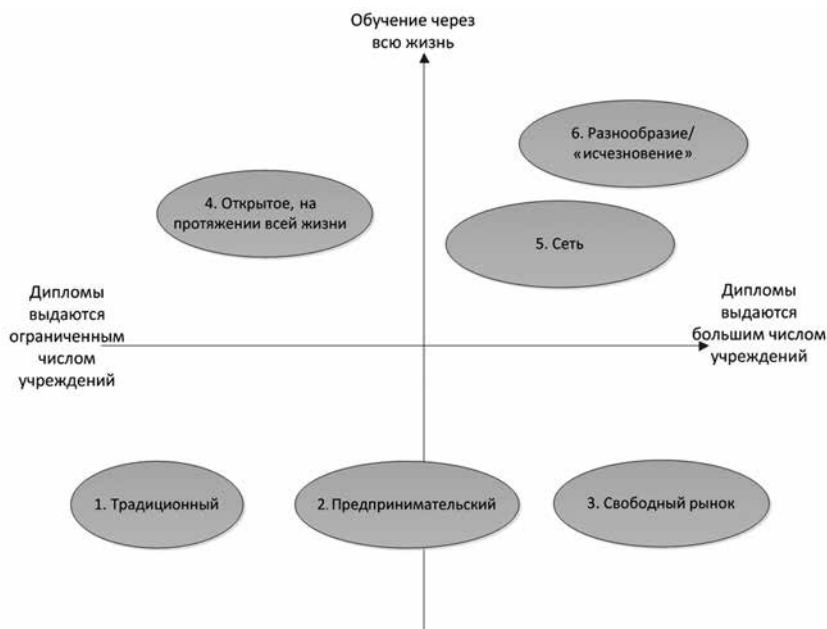 Обучение через
всю жизнь
6. Разнообразие/
«исчезновение»
4. Открытое, на
протяжении всей жизни
5. Сеть
Дипломы
выдаются
ограниченным
числом
учреждений
Дипломы
выдаются
большим числом
учреждений
1. Традиционный
2. Предпринимательский
3. Свободный рынок